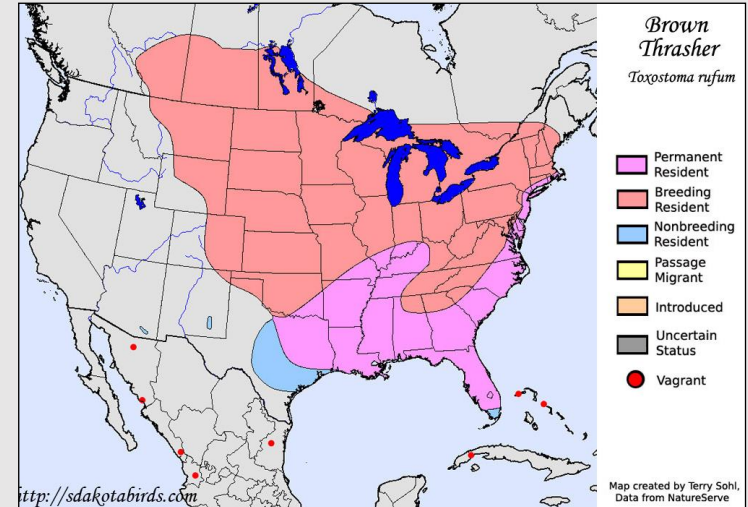 Brown
Thrasher
Toxostoma rufum
Permanent
Resident
Breeding
Resident
Nonbreeding
Resident
Passage
Migrant
Introduced
Uncertain
Status
Vagrant
Map created by Terry Sohl,
Data from NatureServe
ttp://sdakotabirds.com